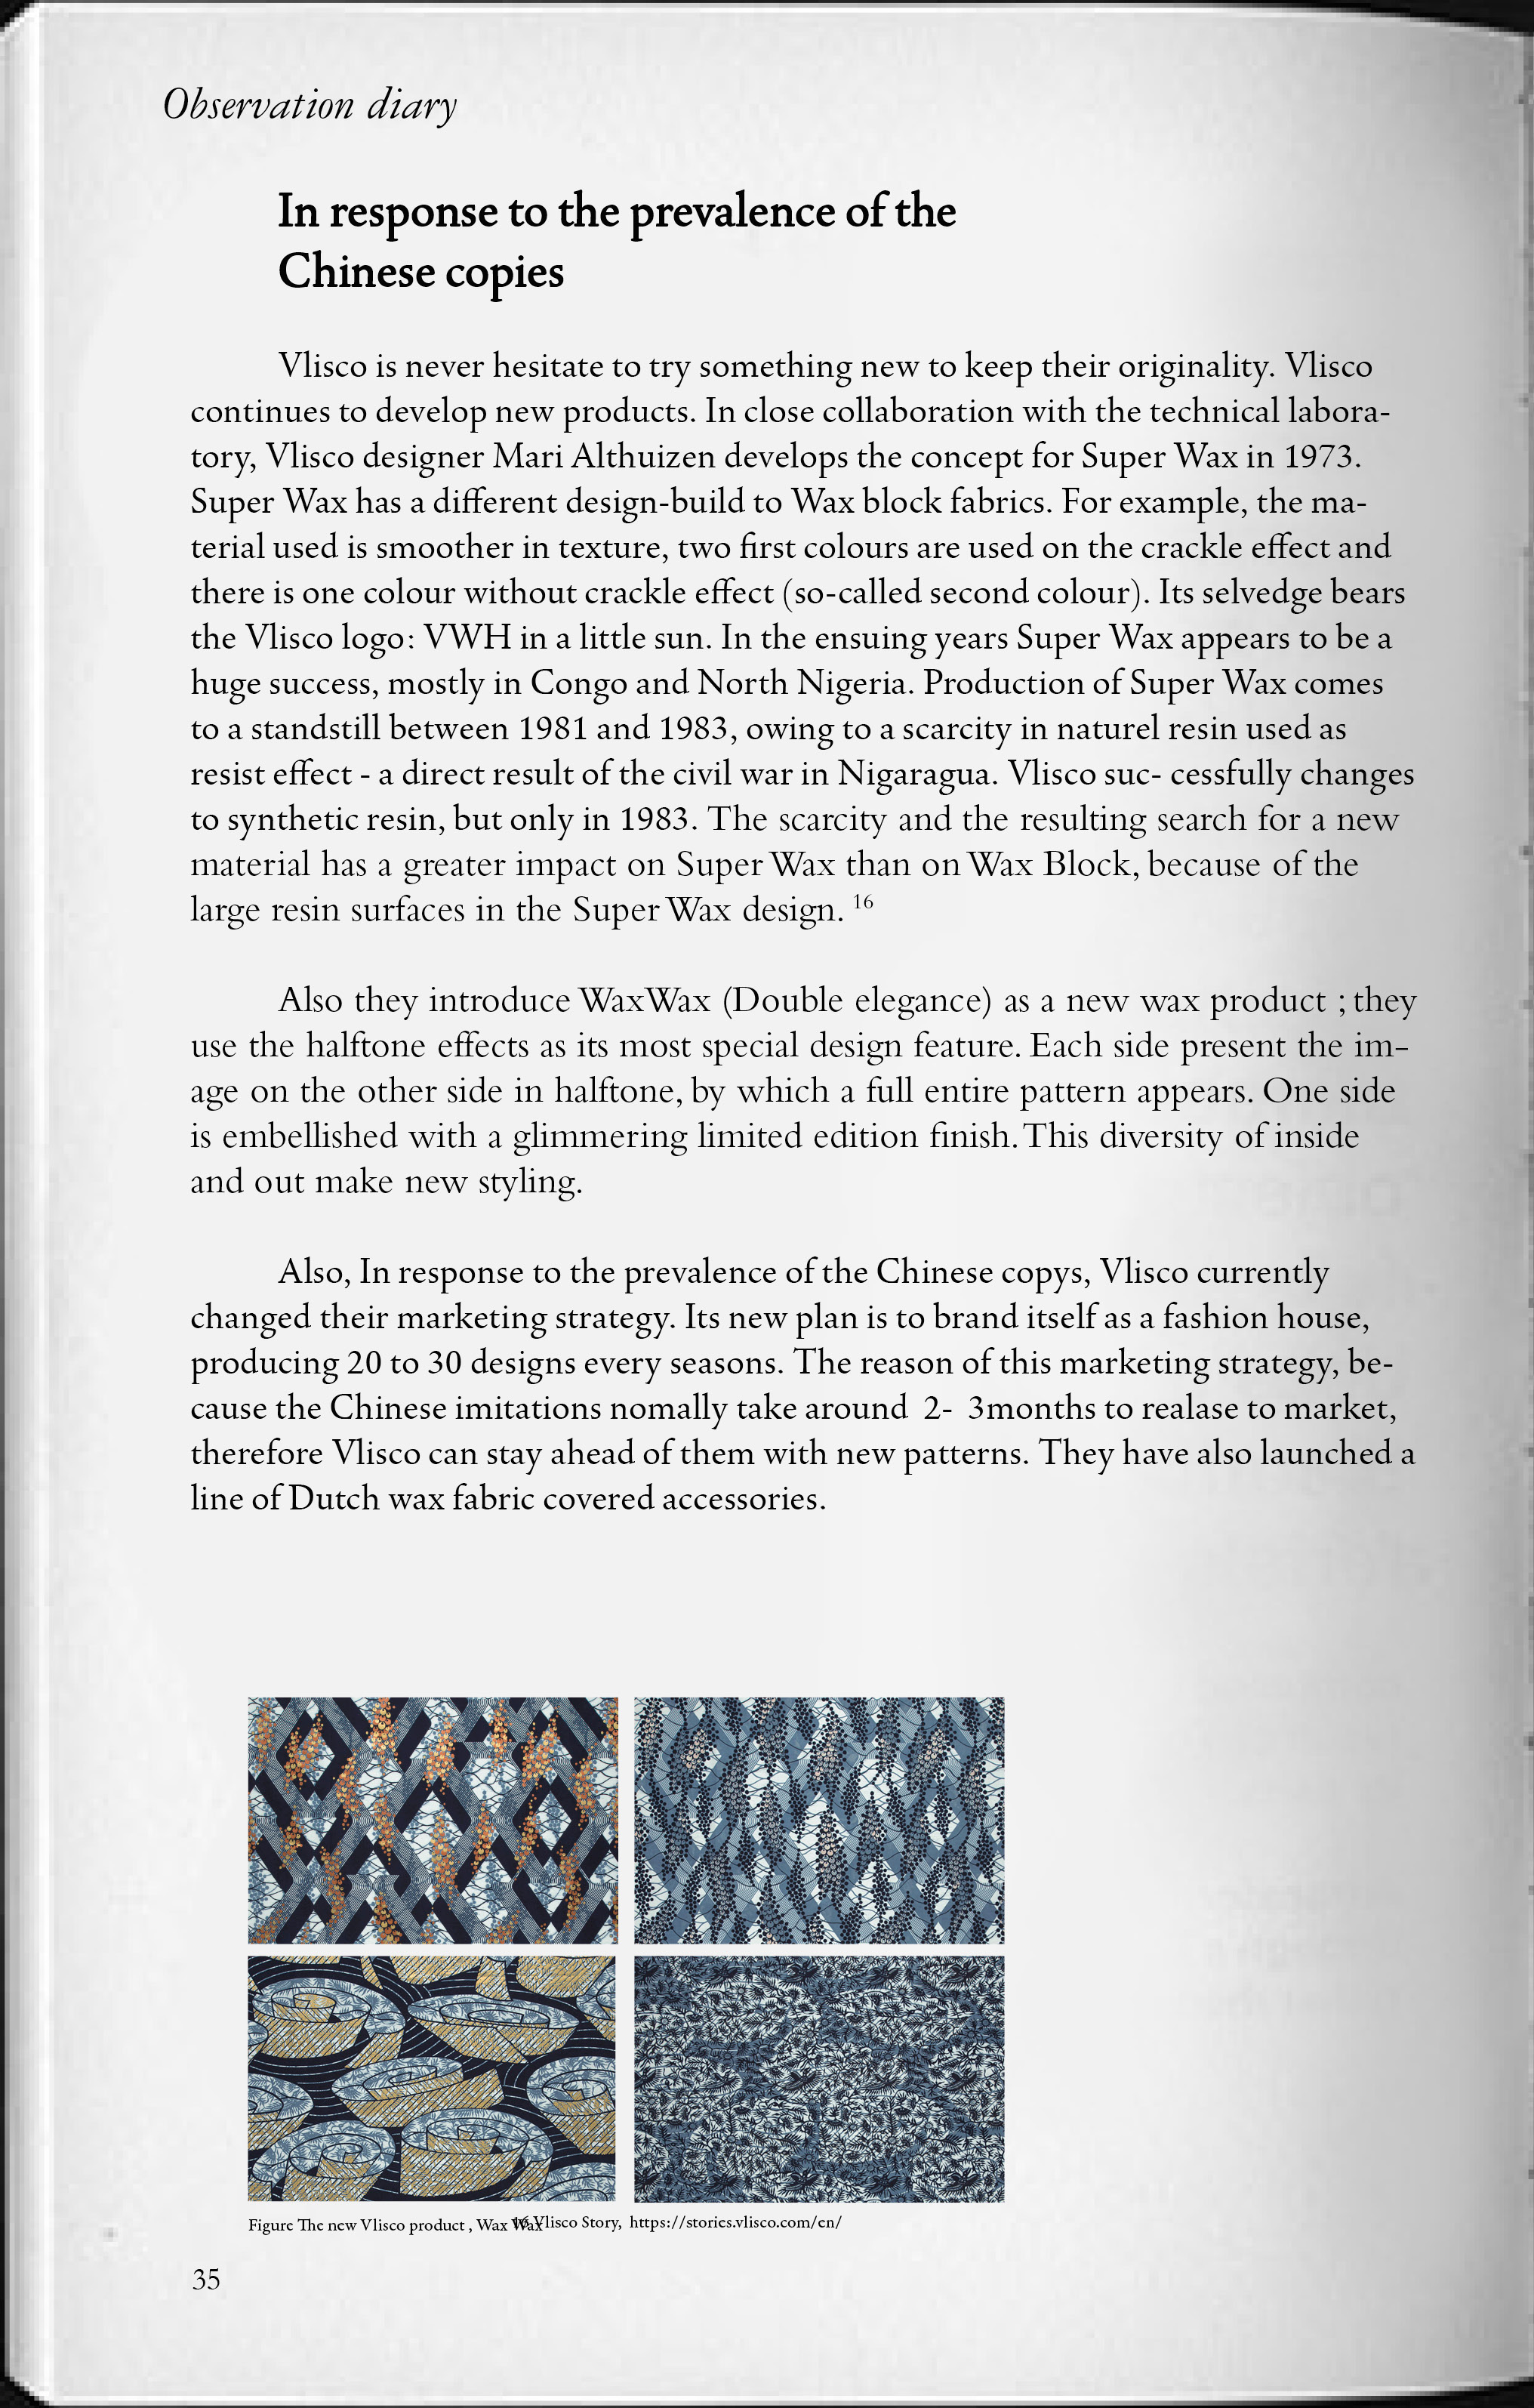 Observation diary
In response to the prevalence of the
Chinese copies
Vlisco is never hesitate to try something new to keep their originality. Vlisco
continues to develop new products. In close collaboration with the technical labora-
tory, Vlisco designer Mari Althuizen develops the concept for Super Wax in 1973.
Super Wax has a different design-build to Wax block fabrics. For example, the ma-
terial used is smoother in texture, two first colours are used on the crackle effect and
there is one colour without crackle effect (so-called second colour). Its selvedge bears
the Vlisco logo: VWH in a little sun. In the ensuing years Super Wax appears to be a
huge success, mostly in Congo and North Nigeria. Production of Super Wax comes
to a standstill between 1981 and 1983, owing to a scarcity in naturel resin used as
resist effect - a direct result of the civil war in Nigaragua. Vlisco suc- cessfully changes
to synthetic resin, but only in 1983. The scarcity and the resulting search for a new
material has a greater impact on Super Wax than on Wax Block, because of the
large resin surfaces in the Super Wax design. 16
Also they introduce WaxWax (Double elegance) as a new wax product ; they
use the halftone effects as its most special design feature. Each side present the im-
age on the other side in halftone, by which a full entire pattern appears. One side
is embellished with a glimmering limited edition finish. This diversity of inside
and out make new styling.
Also, In response to the prevalence of the Chinese copys, Vlisco currently
changed their marketing strategy. Its new plan is to brand itself as a fashion house,
producing 20 to 30 designs every seasons. The reason of this marketing strategy, be-
cause the Chinese imitations nomally take around 2- 3months to realase to market,
therefore Vlisco can stay ahead of them with new patterns. They have also launched a
line of Dutch wax fabric covered accessories.
Figure The new Vlisco product , Wax Wax
16 Vlisco Story, https://stories.vlisco.com/en/
35